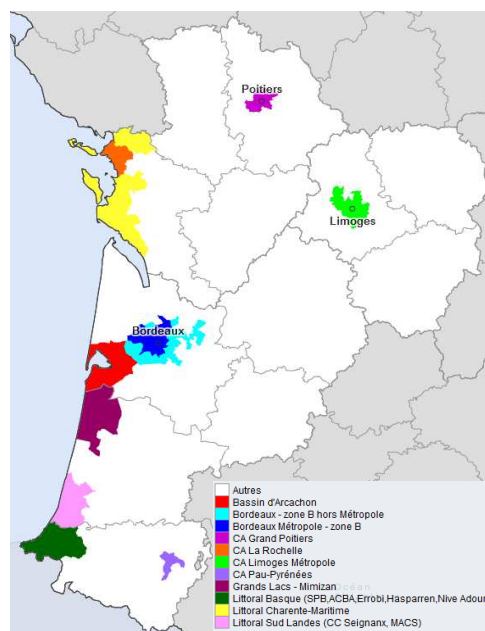 Poitiers
Limoges
Bordeaux
Autres
Bassin d'Arcachon
Bordeaux - zone B hors Métropole
Bordeaux Métropole - zone B
CA Grand Poitiers
CA La Rochelle
CA Limoges Métropole
CA Pau-Pyrénées
Grands Lacs - Mimizan
Littoral Basque (SPB,ACBA,Errobi,Hasparren,Nive Adour
Littoral Charente-Maritime
Littoral Sud Landes (CC Seignanx, MACS)